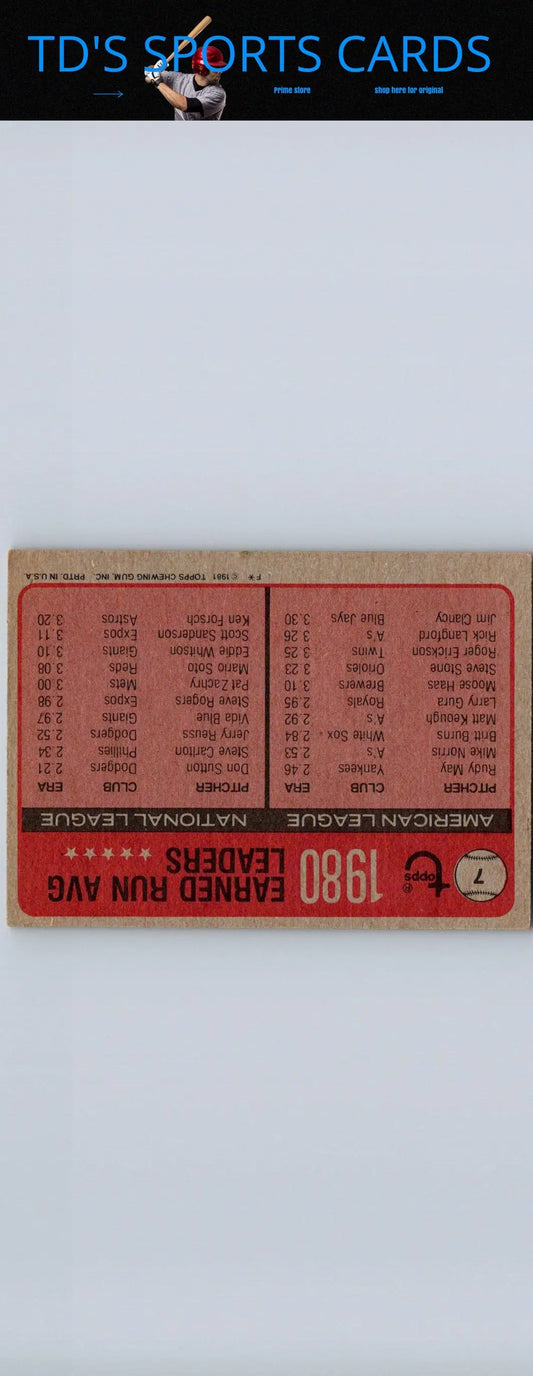 TD'S SPORTS CARDS
Prime store
shop here for original
7
topps®
1980
EARNED RUN AVG
LEADERS
AMERICAN LEAGUE
PITCHER CLUB ERA
Rudy May Yankees 2.46
Mike Norris A's 2.53
Britt Burns White Sox 2.84
Matt Keough A's 2.92
Larry Gura Royals 2.95
Moose Haas Brewers 3.10
Steve Stone Orioles 3.23
Roger Erickson Twins 3.25
Rick Langford A's 3.26
Jim Clancy Blue Jays 3.30
NATIONAL LEAGUE
PITCHER CLUB ERA
Don Sutton Dodgers 2.21
Steve Carlton Phillies 2.34
Jerry Reuss Dodgers 2.52
Vida Blue Giants 2.97
Steve Rogers Expos 2.98
Pat Zachry Mets 3.00
Mario Soto Reds 3.08
Eddie Whitson Giants 3.10
Scott Sanderson Expos 3.11
Ken Forsch Astros 3.20
F* © 1981 TOPPS CHEWING GUM, INC. PRTD. IN U.S.A